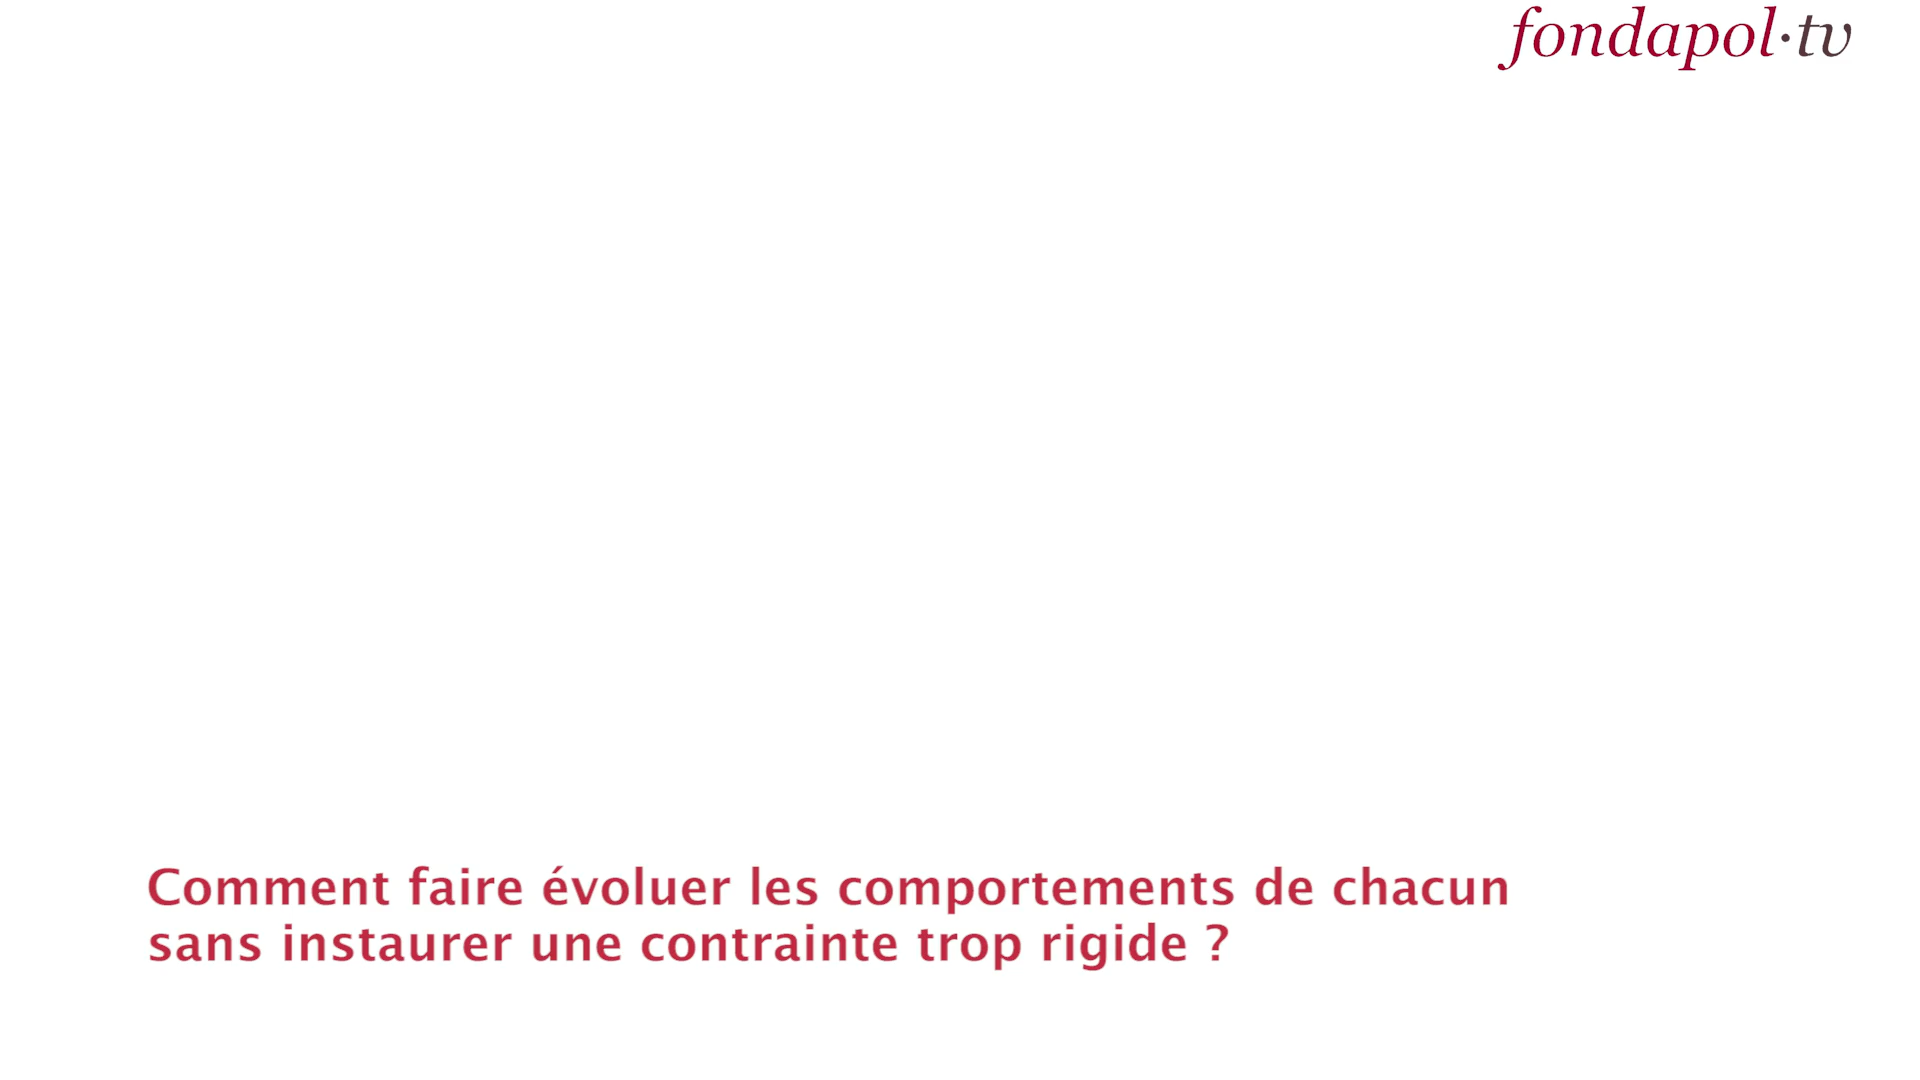 fondapol·tv
Comment faire évoluer les comportements de chacun
sans instaurer une contrainte trop rigide ?